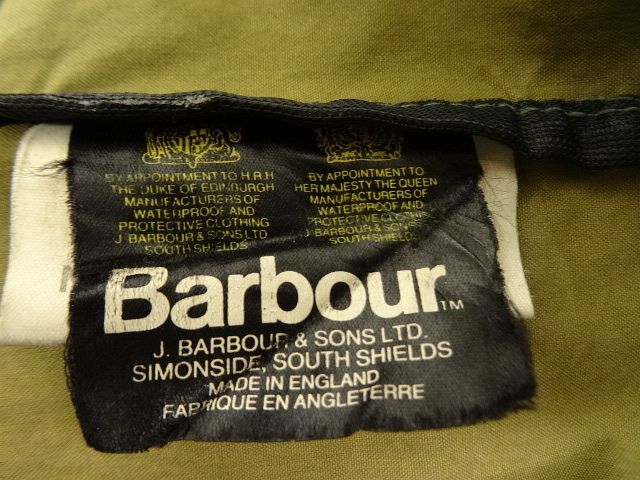 BY APPOINTMENT TO H.R.H
THE DUKE OF EDINBURGH
MANUFACTURERS OF
WATERPROOF AND
PROTECTIVE CLOTHING
J. BARBOUR & SONS LTD
SOUTH SHIELDS
BY APPOINTMENT TO
HER MAJESTY THE QUEEN
MANUFACTURERS OF
WATERPROOF AND
PROTECTIVE CLOTHING
J. BARBOUR & SONS LTD
SOUTH SHIELDS
Barbour TM
J. BARBOUR & SONS LTD.
SIMONSIDE, SOUTH SHIELDS
MADE IN ENGLAND
FABRIQUE EN ANGLETERRE